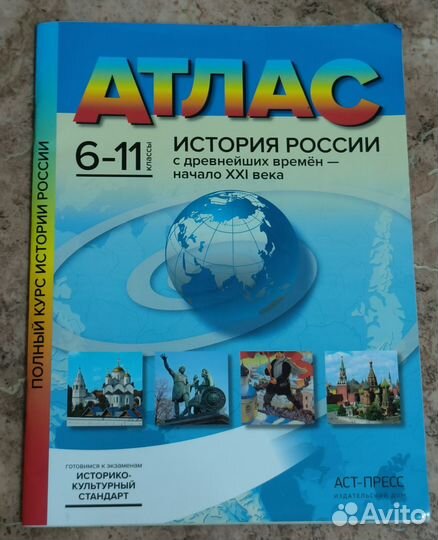 АТЛАС
6-11
классы
ИСТОРИЯ РОССИИ
с древнейших времён —
начало XXI века
ПОЛНЫЙ КУРС ИСТОРИИ РОССИИ
ГОТОВИМСЯ К ЭКЗАМЕНАМ
ИСТОРИКО-
КУЛЬТУРНЫЙ
СТАНДАРТ
АСТ-ПРЕСС
ИЗДАТЕЛЬСКИЙ ДОМ
Avito